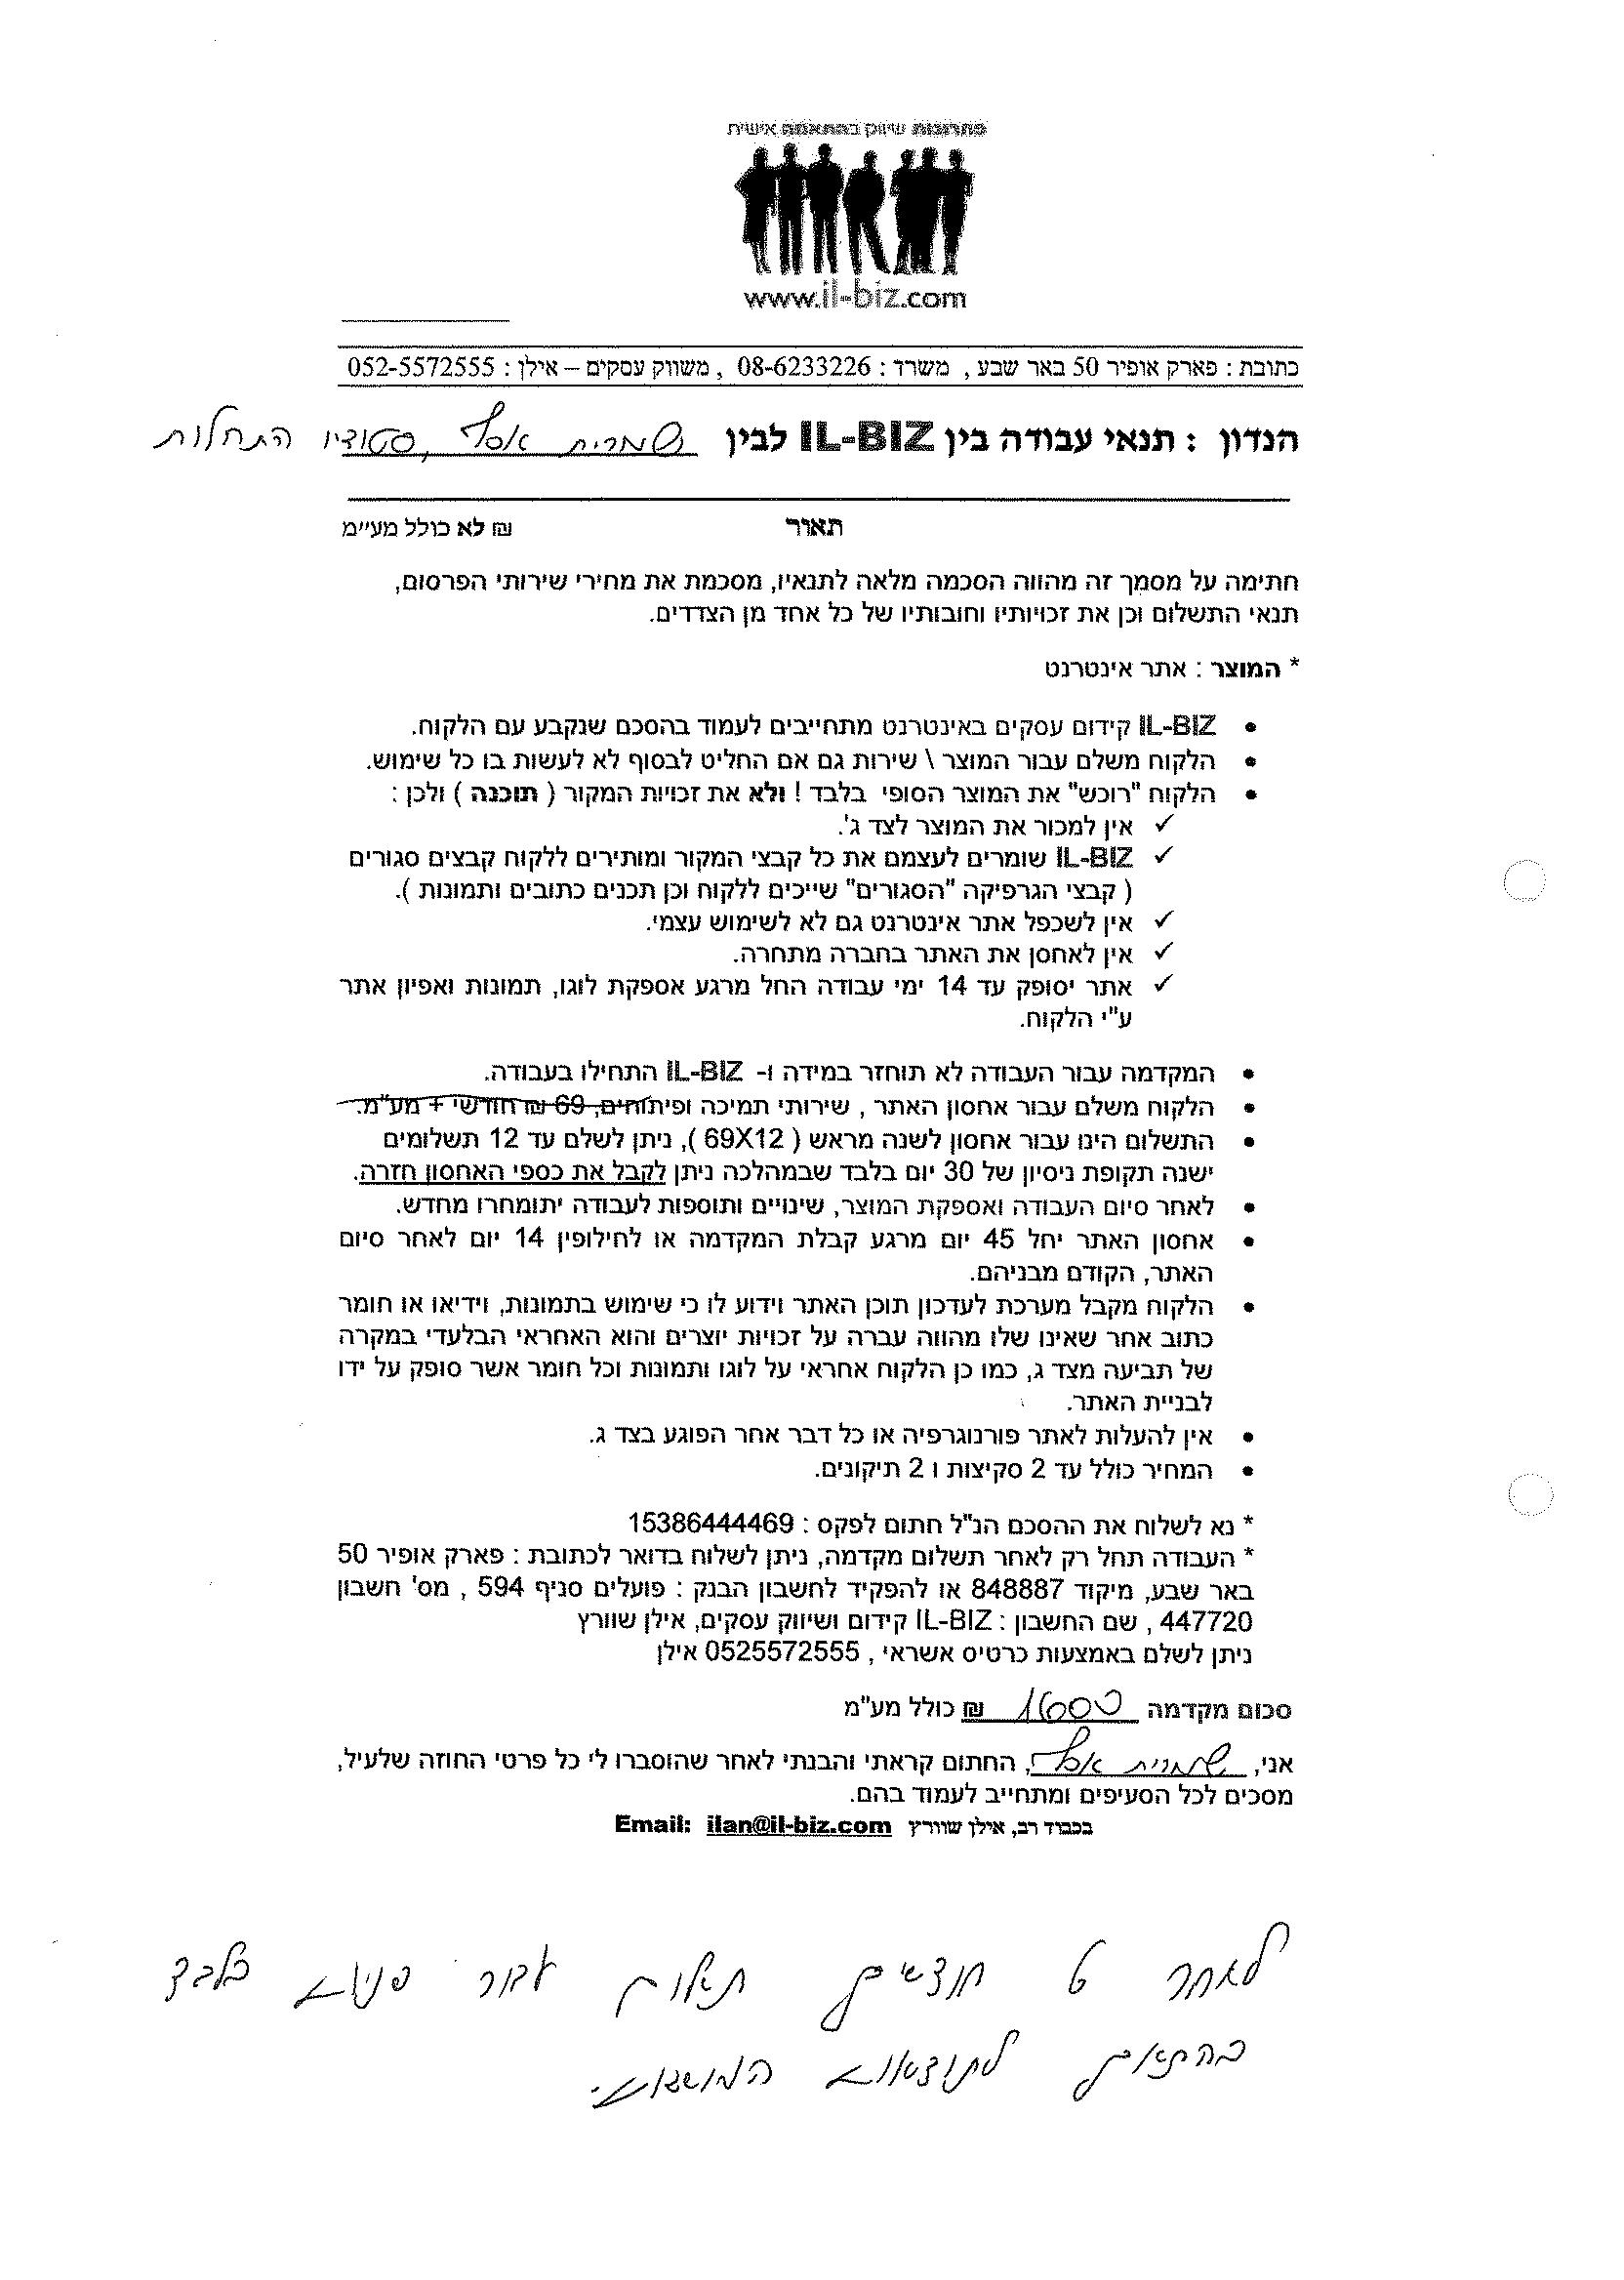 פתרונות שיווק בהתאמה אישית
www.il-biz.com
כתובת : פארק אופיר 50 באר שבע , משרד : 08-6233226 , משווק עסקים – אילן : 052-5572555
הנדון : תנאי עבודה בין IL-BIZ לבין שמרית אסף, סטודיו התחלות
תאור ₪ לא כולל מע״מ
חתימה על מסמך זה מהווה הסכמה מלאה לתנאיו, מסכמת את מחירי שירותי הפרסום,
תנאי התשלום וכן את זכויותיו וחובותיו של כל אחד מן הצדדים.
* המוצר : אתר אינטרנט
• IL-BIZ קידום עסקים באינטרנט מתחייבים לעמוד בהסכם שנקבע עם הלקוח.
• הלקוח משלם עבור המוצר \ שירות גם אם החליט לבסוף לא לעשות בו כל שימוש.
• הלקוח "רוכש" את המוצר הסופי בלבד ! ולא את זכויות המקור ( תוכנה ) ולכן :
✓ אין למכור את המוצר לצד ג'.
✓ IL-BIZ שומרים לעצמם את כל קבצי המקור ומותירים ללקוח קבצים סגורים
( קבצי הגרפיקה "הסגורים" שייכים ללקוח וכן תכנים כתובים ותמונות ).
✓ אין לשכפל אתר אינטרנט גם לא לשימוש עצמי.
✓ אין לאחסן את האתר בחברה מתחרה.
✓ אתר יסופק עד 14 ימי עבודה החל מרגע אספקת לוגו, תמונות ואפיון אתר
ע"י הלקוח.
• המקדמה עבור העבודה לא תוחזר במידה ו- IL-BIZ התחילו בעבודה.
• הלקוח משלם עבור אחסון האתר , שירותי תמיכה ופיתוחים, 69 ₪ חודשי + מע"מ.
• התשלום הינו עבור אחסון לשנה מראש ( 69X12 ), ניתן לשלם עד 12 תשלומים
ישנה תקופת ניסיון של 30 יום בלבד שבמהלכה ניתן לקבל את כספי האחסון חזרה.
• לאחר סיום העבודה ואספקת המוצר, שינויים ותוספות לעבודה יתומחרו מחדש.
• אחסון האתר יחל 45 יום מרגע קבלת המקדמה או לחילופין 14 יום לאחר סיום
האתר, הקודם מבניהם.
• הלקוח מקבל מערכת לעדכון תוכן האתר וידוע לו כי שימוש בתמונות, וידיאו או חומר
כתוב אחר שאינו שלו מהווה עברה על זכויות יוצרים והוא האחראי הבלעדי במקרה
של תביעה מצד ג, כמו כן הלקוח אחראי על לוגו ותמונות וכל חומר אשר סופק על ידו
לבניית האתר.
• אין להעלות לאתר פורנוגרפיה או כל דבר אחר הפוגע בצד ג.
• המחיר כולל עד 2 סקיצות ו 2 תיקונים.
* נא לשלוח את ההסכם הנ"ל חתום לפקס : 15386444469
* העבודה תחל רק לאחר תשלום מקדמה, ניתן לשלוח בדואר לכתובת : פארק אופיר 50
באר שבע, מיקוד 848887 או להפקיד לחשבון הבנק : פועלים סניף 594 , מס' חשבון
447720 , שם החשבון : IL-BIZ קידום ושיווק עסקים, אילן שוורץ
ניתן לשלם באמצעות כרטיס אשראי , 0525572555 אילן
סכום מקדמה 1600 ₪ כולל מע"מ
אני, שמרית אסף, החתום קראתי והבנתי לאחר שהוסברו לי כל פרטי החוזה שלעיל,
מסכים לכל הסעיפים ומתחייב לעמוד בהם.
בכבוד רב, אילן שוורץ Email: ilan@il-biz.com
לאחר 6 חודשים תשלום עבור פניות בלבד
בהתאם לתוצאות המושגות.